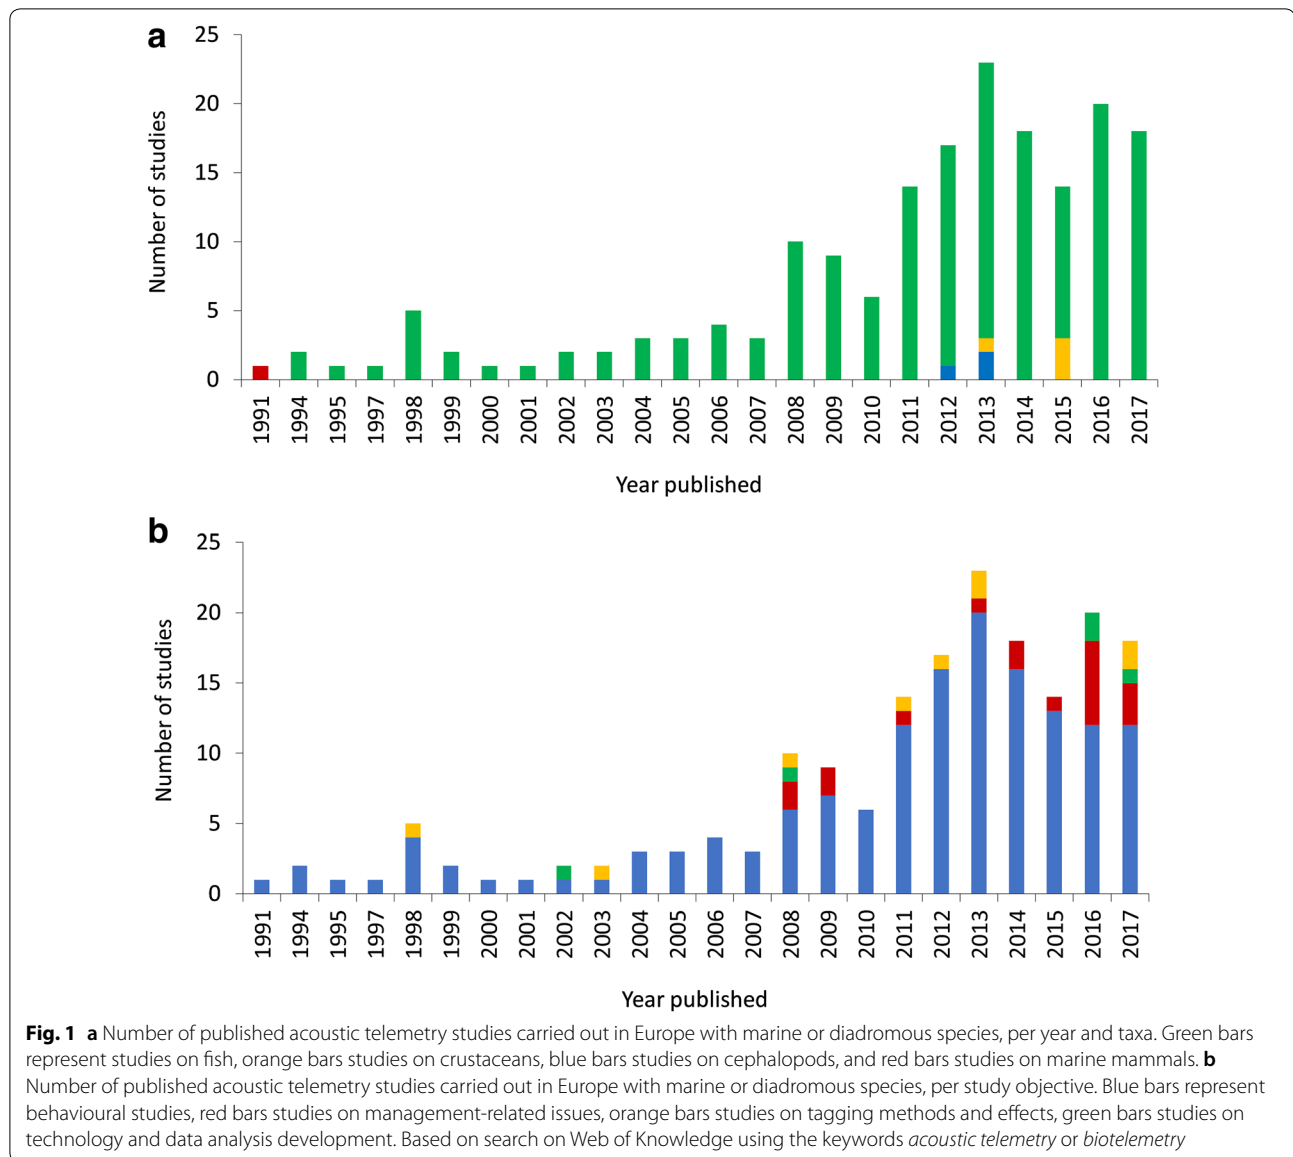 a
25
20
15
10
5
0
Number of studies
1991 1994 1995 1997 1998 1999 2000 2001 2002 2003 2004 2005 2006 2007 2008 2009 2010 2011 2012 2013 2014 2015 2016 2017
Year published
b
25
20
15
10
5
0
Number of studies
1991 1994 1995 1997 1998 1999 2000 2001 2002 2003 2004 2005 2006 2007 2008 2009 2010 2011 2012 2013 2014 2015 2016 2017
Year published
Fig. 1 a Number of published acoustic telemetry studies carried out in Europe with marine or diadromous species, per year and taxa. Green bars
represent studies on fish, orange bars studies on crustaceans, blue bars studies on cephalopods, and red bars studies on marine mammals. b
Number of published acoustic telemetry studies carried out in Europe with marine or diadromous species, per study objective. Blue bars represent
behavioural studies, red bars studies on management-related issues, orange bars studies on tagging methods and effects, green bars studies on
technology and data analysis development. Based on search on Web of Knowledge using the keywords acoustic telemetry or biotelemetry